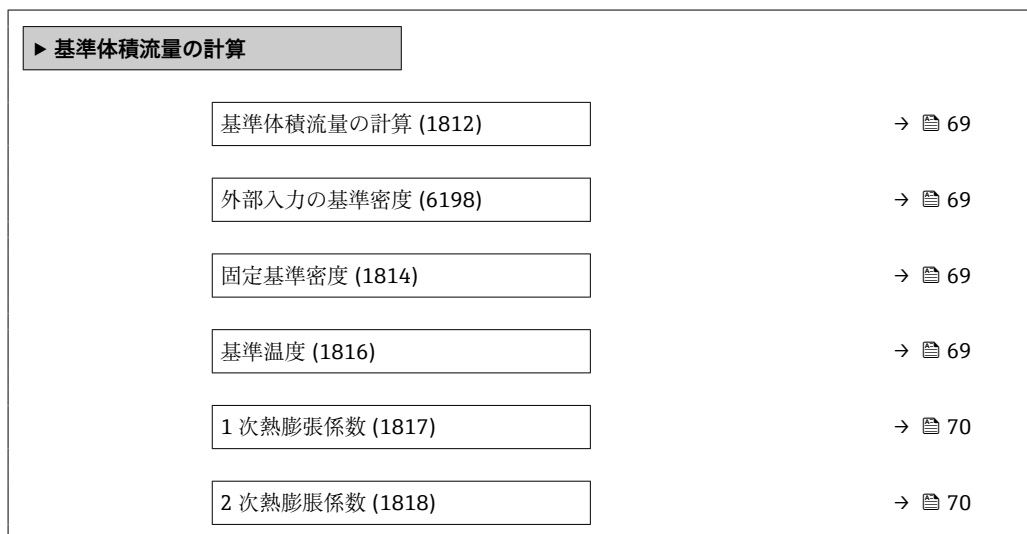 ▶ 基準体積流量の計算
基準体積流量の計算 (1812) → 🖹 69
外部入力の基準密度 (6198) → 🖹 69
固定基準密度 (1814) → 🖹 69
基準温度 (1816) → 🖹 69
1 次熱膨張係数 (1817) → 🖹 70
2 次熱膨脹係数 (1818) → 🖹 70